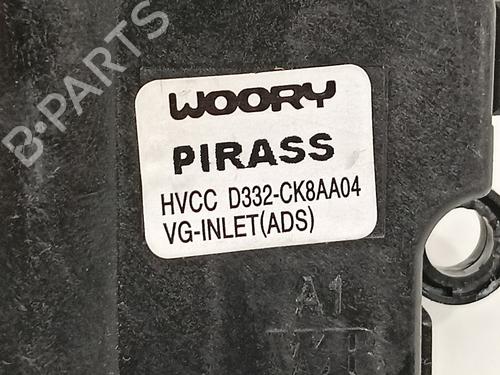 B-PARTS
WOORY
PIRASS
HVCC D332-CK8AA04
VG-INLET(ADS)
A1